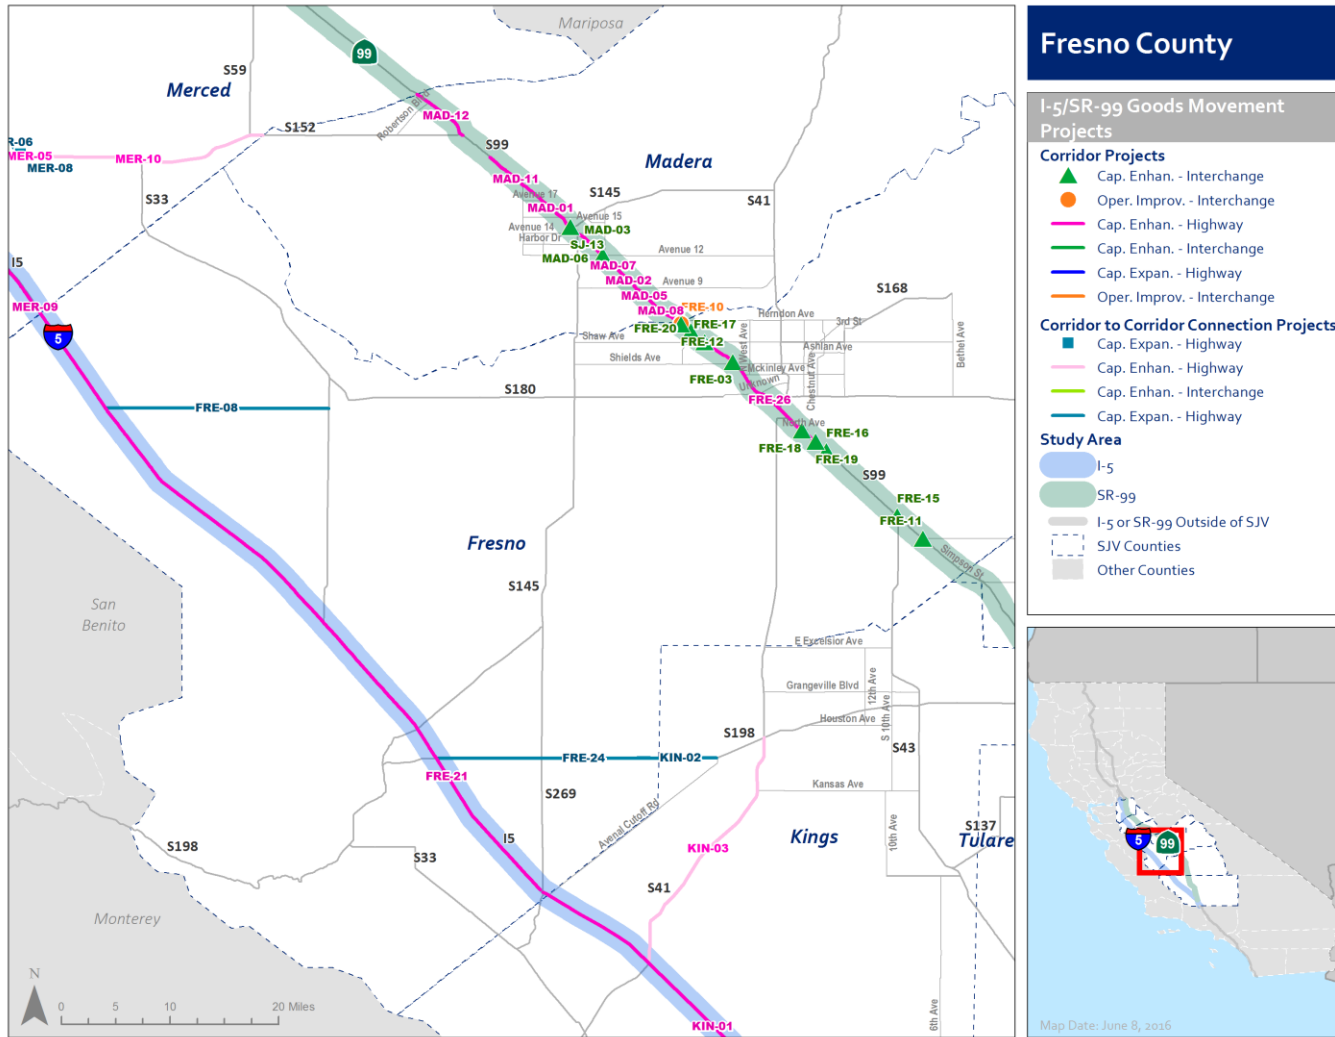 Fresno County
I-5/SR-99 Goods Movement
Projects
Corridor Projects
Cap. Enhan. - Interchange
Oper. Improv. - Interchange
Cap. Enhan. - Highway
Cap. Enhan. - Interchange
Cap. Expan. - Highway
Oper. Improv. - Interchange
Corridor to Corridor Connection Projects
Cap. Expan. - Highway
Cap. Enhan. - Highway
Cap. Enhan. - Interchange
Cap. Expan. - Highway
Study Area
I-5
SR-99
I-5 or SR-99 Outside of SJV
SJV Counties
Other Counties
Mariposa
99
S59
Merced
Robertson Blvd
MAD-12
S152
R-06
MER-05
MER-10
MER-08
S99
Madera
MAD-11
S145
S33
Avenue 17
S41
MAD-01
Avenue 15
Avenue 14
MAD-03
Harbor Dr
SJ-13
Avenue 12
MAD-06
I5
MAD-07
MAD-02
Avenue 9
S168
MAD-05
MER-09
FRE-10
MAD-08
Herndon Ave
3rd St
5
FRE-20
FRE-17
Shaw Ave
FRE-12
N West Ave
Ashlan Ave
Bethel Ave
Shields Ave
Mckinley Ave
FRE-03
Unknown
Chestnut Ave
S180
FRE-26
FRE-08
North Ave
FRE-16
FRE-18
FRE-19
S99
FRE-15
FRE-11
Fresno
Simpson St
S145
San
Benito
E Excelsior Ave
Grangeville Blvd
12th Ave
Houston Ave
S 10th Ave
S198
S43
FRE-24
KIN-02
FRE-21
Kansas Ave
S269
Avenal Cutoff Rd
I5
10th Ave
S137
Kings
Tulare
S198
S33
KIN-03
S41
Monterey
N
0
5
10
20 Miles
6th Ave
KIN-01
5
99
Map Date: June 8, 2016